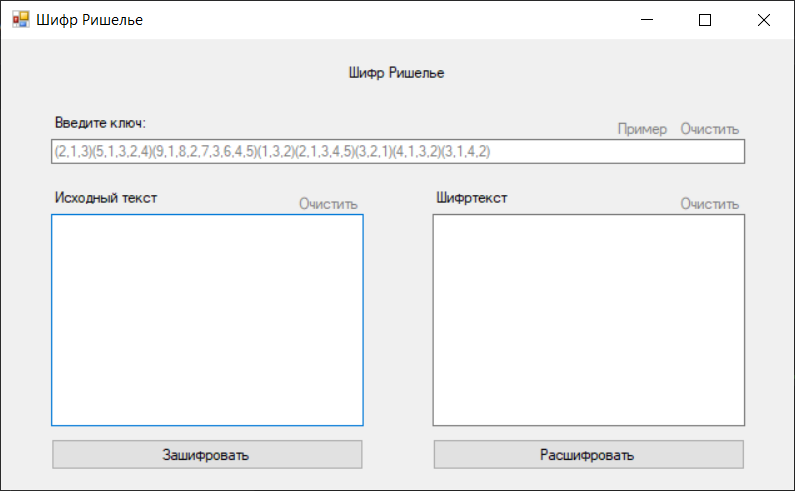 Шифр Ришелье
Шифр Ришелье
Введите ключ:
Пример Очистить
(2,1,3)(5,1,3,2,4)(9,1,8,2,7,3,6,4,5)(1,3,2)(2,1,3,4,5)(3,2,1)(4,1,3,2)(3,1,4,2)
Исходный текст Очистить
Шифртекст Очистить
Зашифровать
Расшифровать